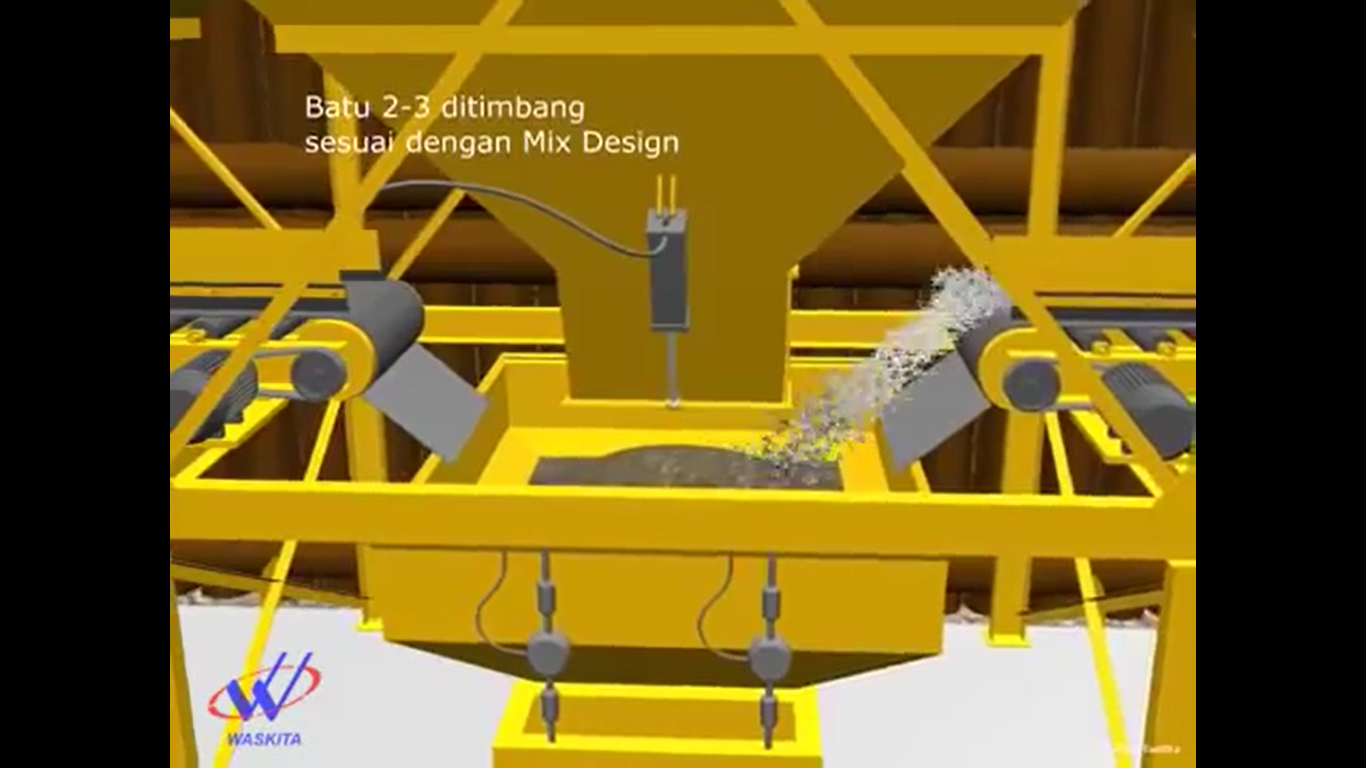 Batu 2-3 ditimbang
sesuai dengan Mix Design
WASKITA